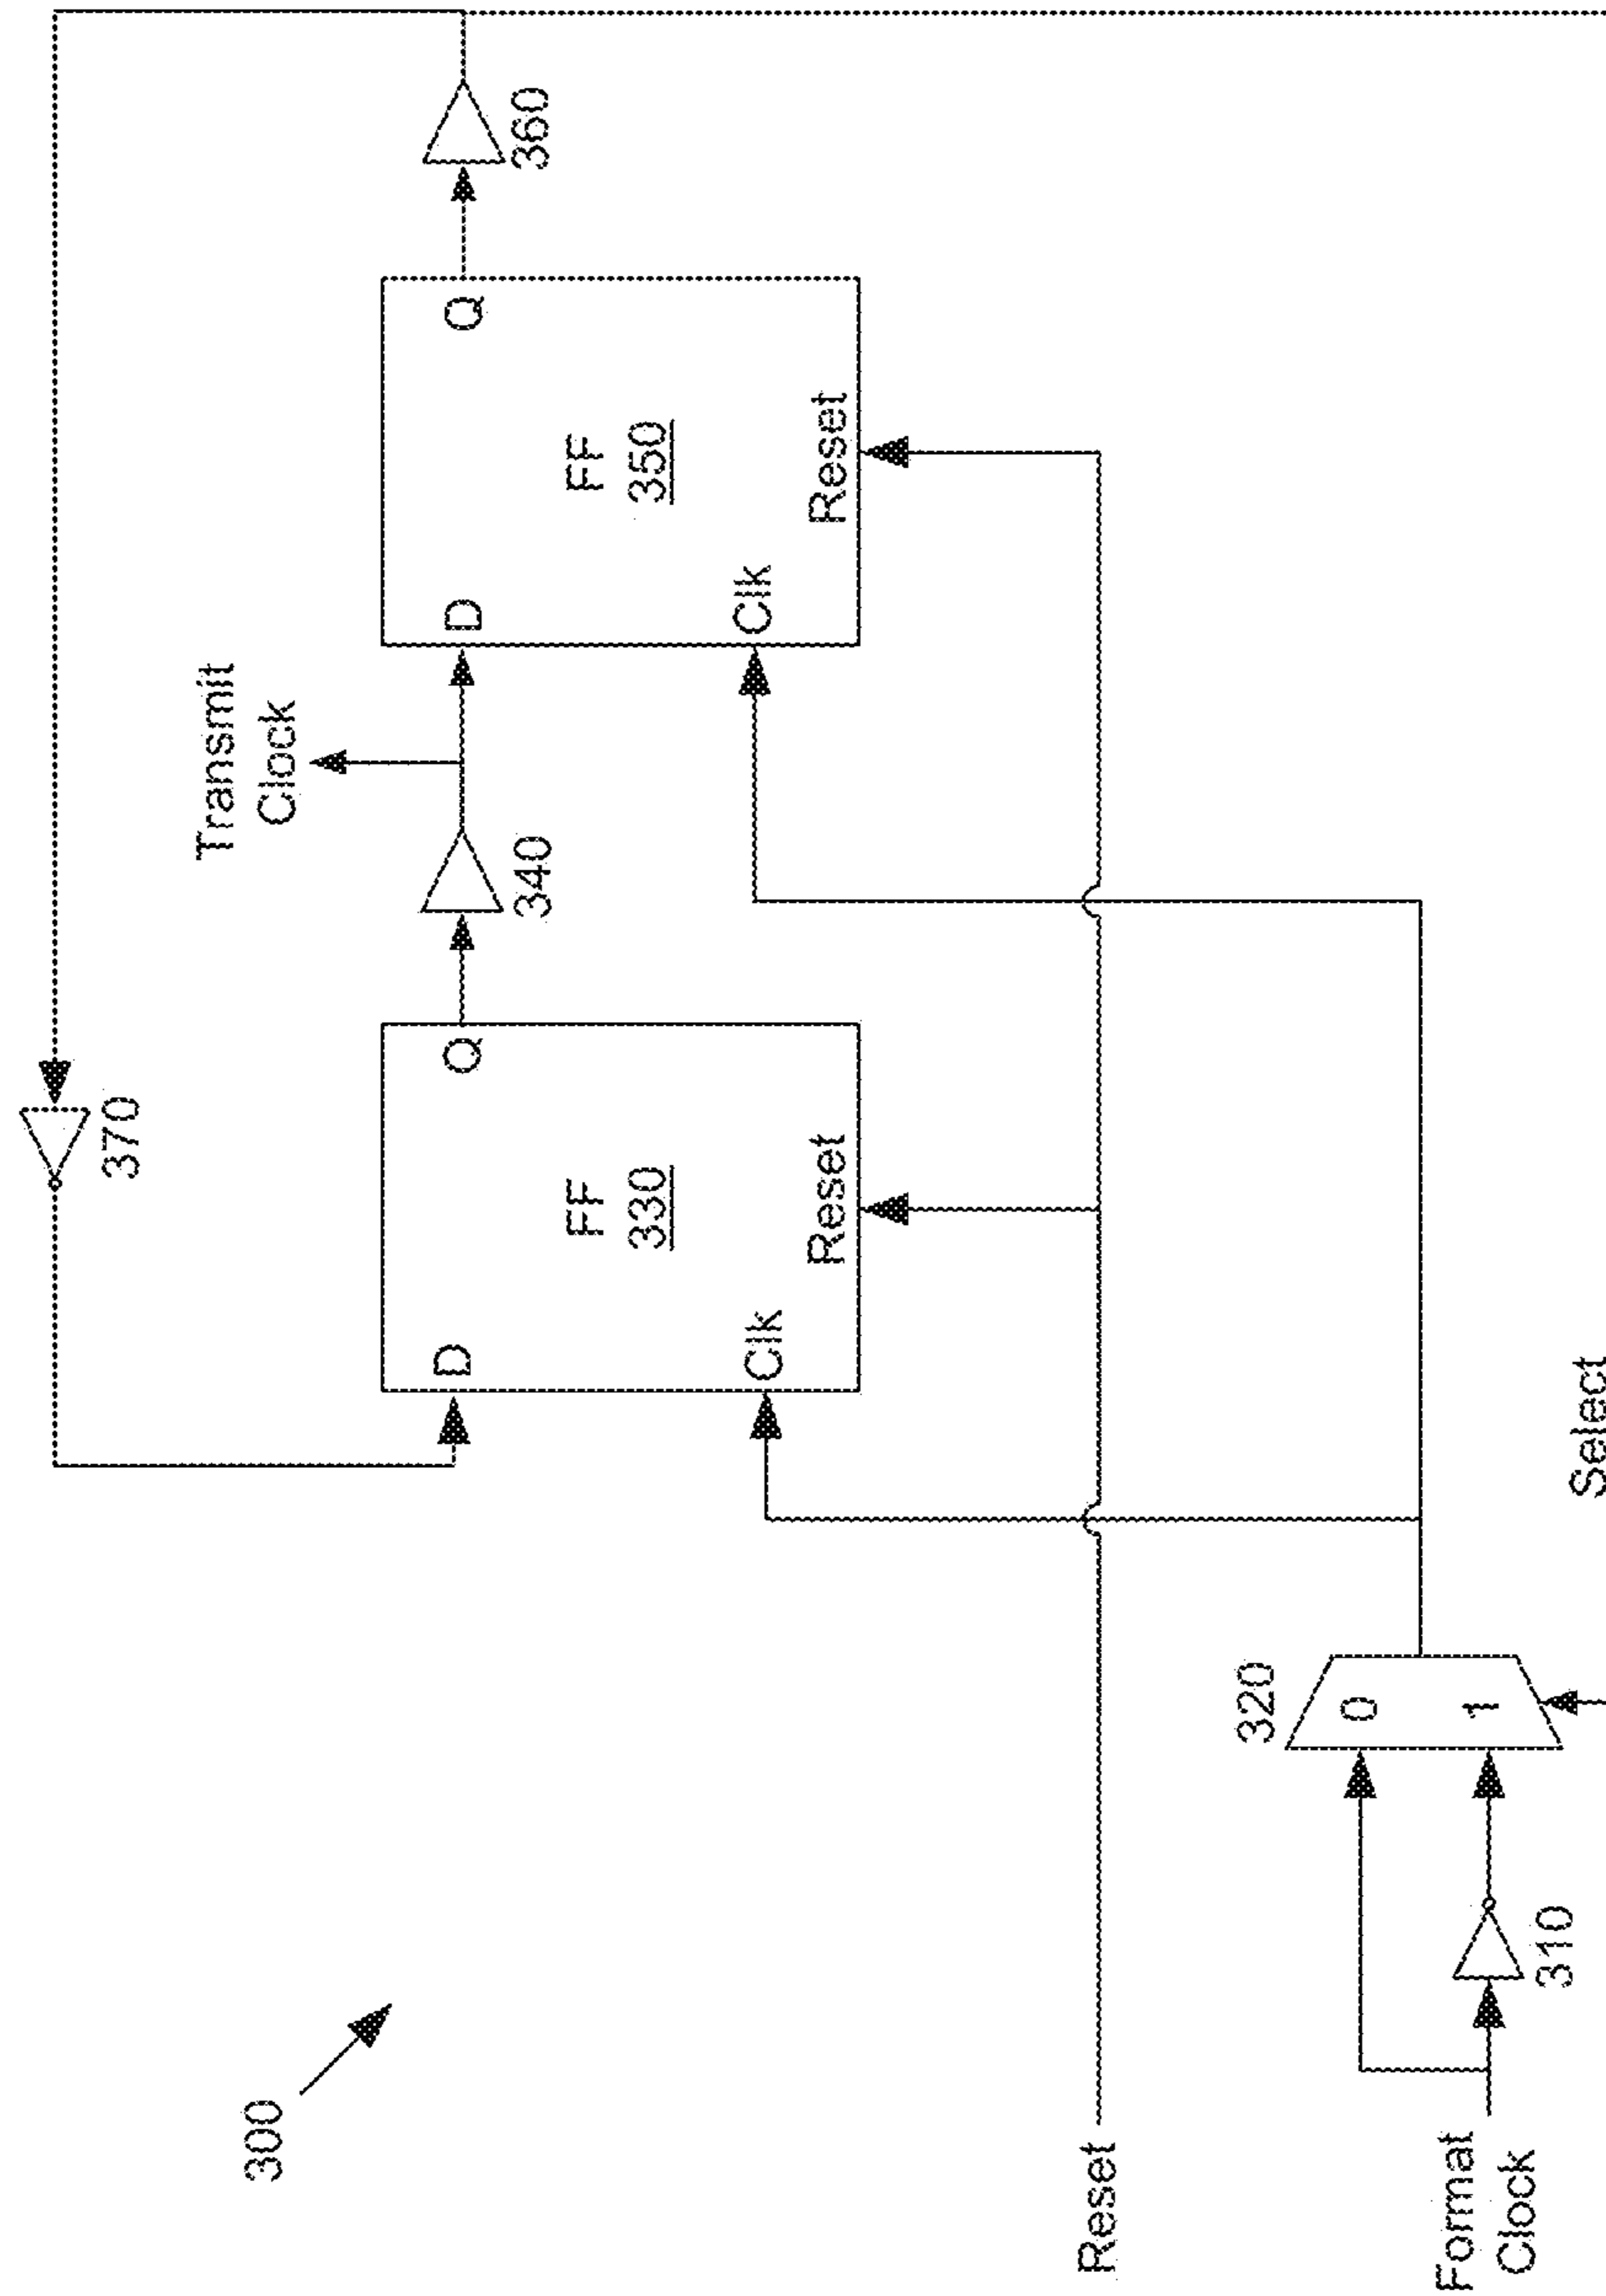 300
370
Transmit
Clock
D
Q
FF
330
Clk
Reset
340
D
Q
FF
350
Clk
Reset
360
Reset
320
0
1
Format
Clock
310
Select